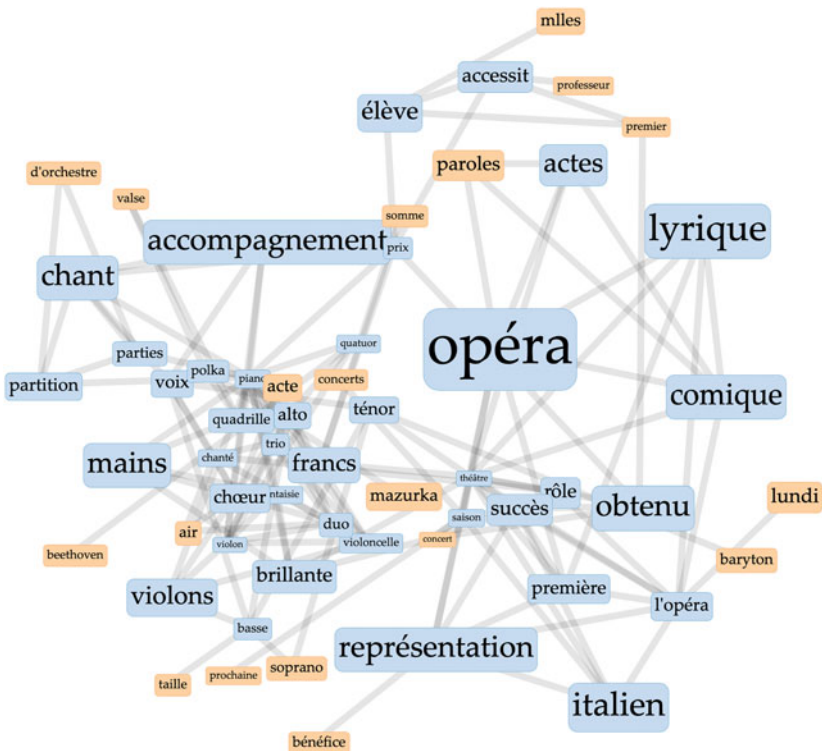 mlles
accessit
professeur
élève
premier
paroles
actes
d'orchestre
valse
somme
lyrique
accompagnement
prix
chant
opéra
quatuor
parties
polka
piano
concerts
partition
voix
acte
comique
quadrille
alto
ténor
trio
mains
chanté
francs
théâtre
chœur
ntaisie
mazurka
rôle
lundi
succès
obtenu
saison
duo
air
violon
violoncelle
concert
beethoven
baryton
brillante
violons
première
l'opéra
basse
représentation
soprano
prochaine
taille
italien
bénéfice